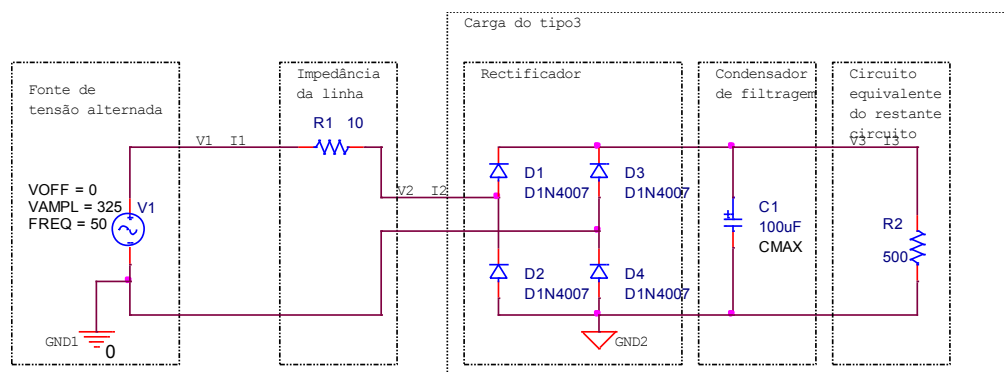 Carga do tipo3
Fonte de
tensão alternada
Impedância
da linha
Rectificador
Condensador
de filtragem
Circuito
equivalente
do restante
circuito
R1 10
V1 I1
V2 I2
V3 I3
VOFF = 0
VAMPL = 325
FREQ = 50
V1
D1
D1N4007
D3
D1N4007
C1
100uF
CMAX
R2
500
D2
D1N4007
D4
D1N4007
GND1
0
GND2